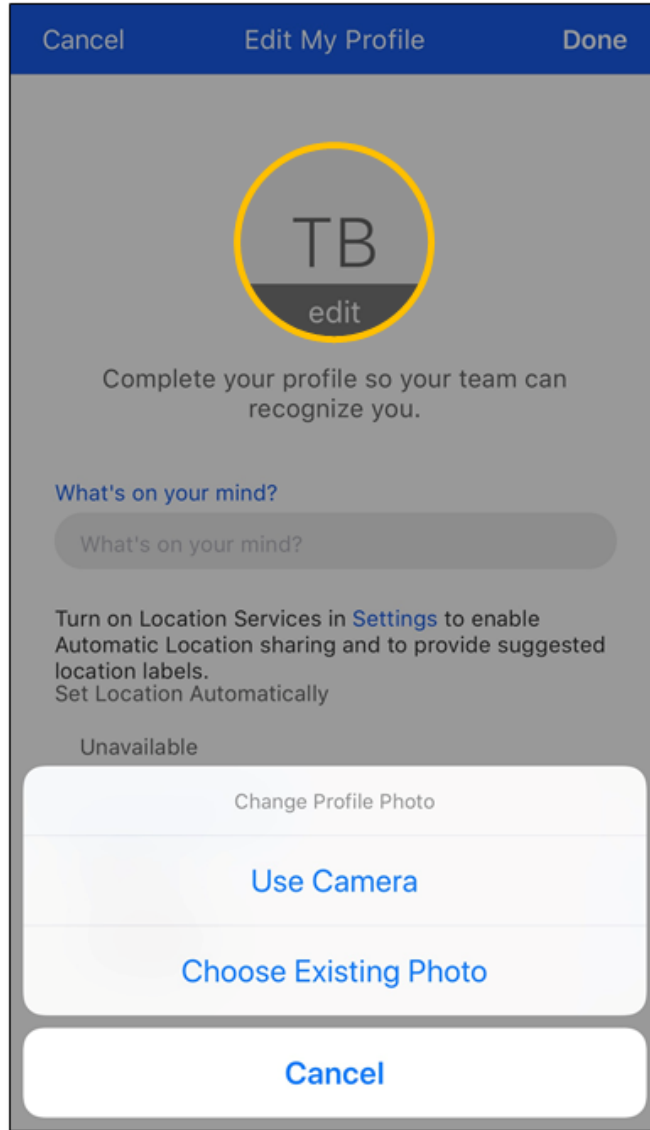 Cancel Edit My Profile Done
TB
edit
Complete your profile so your team can
recognize you.
What's on your mind?
What's on your mind?
Turn on Location Services in Settings to enable
Automatic Location sharing and to provide suggested
location labels.
Set Location Automatically
Unavailable
Change Profile Photo
Use Camera
Choose Existing Photo
Cancel